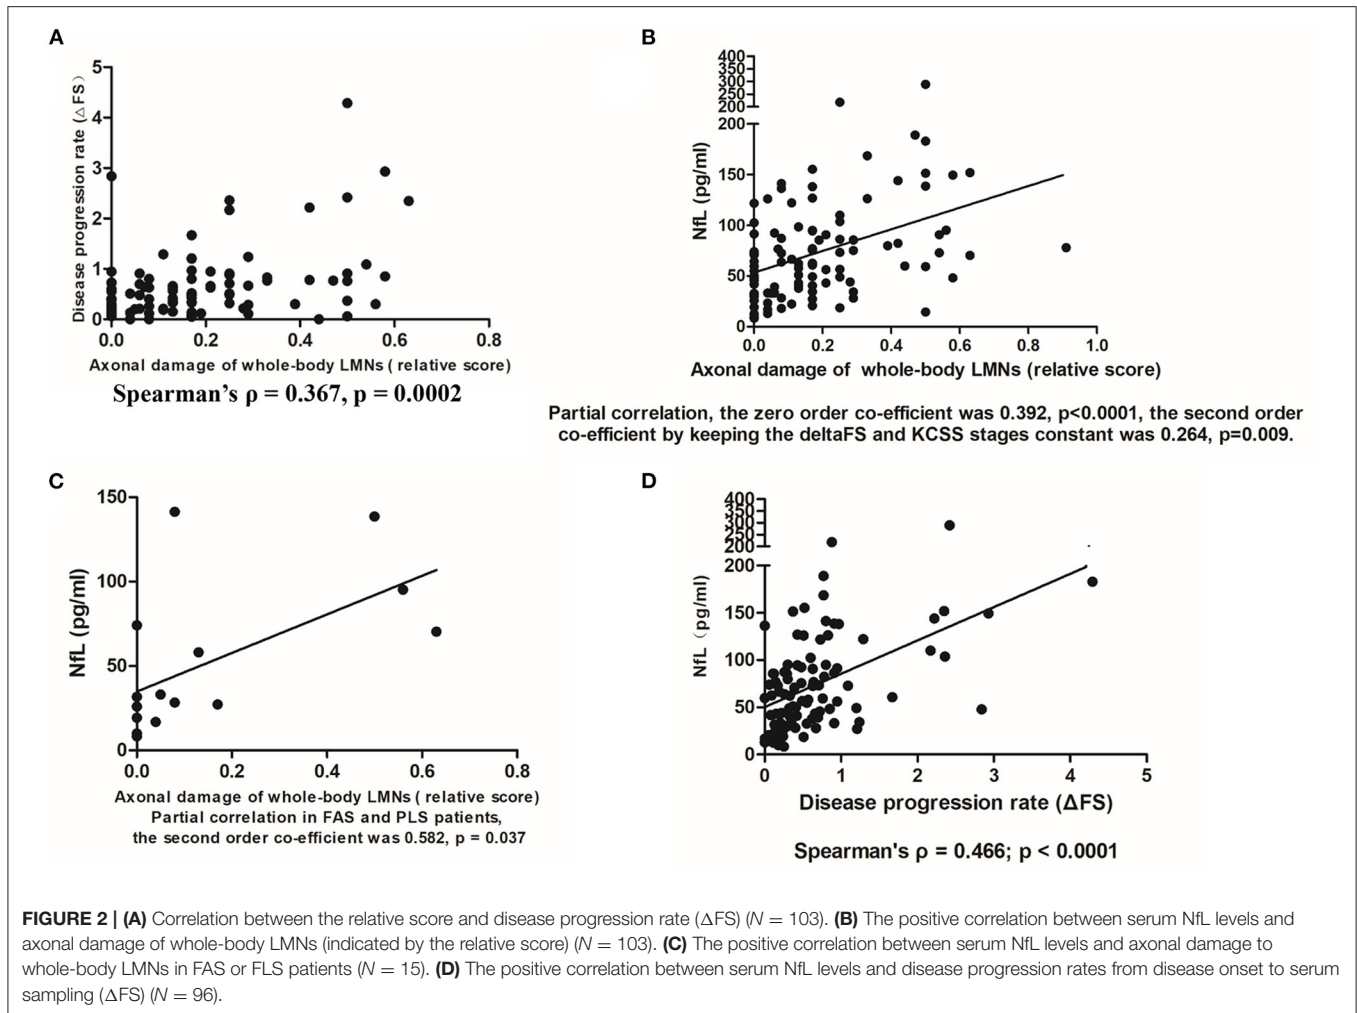 A
Disease progression rate (△FS)
5
4
3
2
1
0
0.0 0.2 0.4 0.6 0.8
Axonal damage of whole-body LMNs ( relative score)
Spearman's ρ = 0.367, p = 0.0002
B
NfL (pg/ml)
400
350
300
250
200
200
150
100
50
0
0.0 0.2 0.4 0.6 0.8 1.0
Axonal damage of whole-body LMNs (relative score)
Partial correlation, the zero order co-efficient was 0.392, p<0.0001, the second order
co-efficient by keeping the deltaFS and KCSS stages constant was 0.264, p=0.009.
C
NfL (pg/ml)
150
100
50
0
0.0 0.2 0.4 0.6 0.8
Axonal damage of whole-body LMNs ( relative score)
Partial correlation in FAS and PLS patients,
the second order co-efficient was 0.582, p = 0.037
D
NfL (pg/ml)
400
350
300
250
200
200
150
100
50
0
0 1 2 3 4 5
Disease progression rate (ΔFS)
Spearman's ρ = 0.466; p < 0.0001
FIGURE 2 | (A) Correlation between the relative score and disease progression rate (ΔFS) (N = 103). (B) The positive correlation between serum NfL levels and
axonal damage of whole-body LMNs (indicated by the relative score) (N = 103). (C) The positive correlation between serum NfL levels and axonal damage to
whole-body LMNs in FAS or FLS patients (N = 15). (D) The positive correlation between serum NfL levels and disease progression rates from disease onset to serum
sampling (ΔFS) (N = 96).